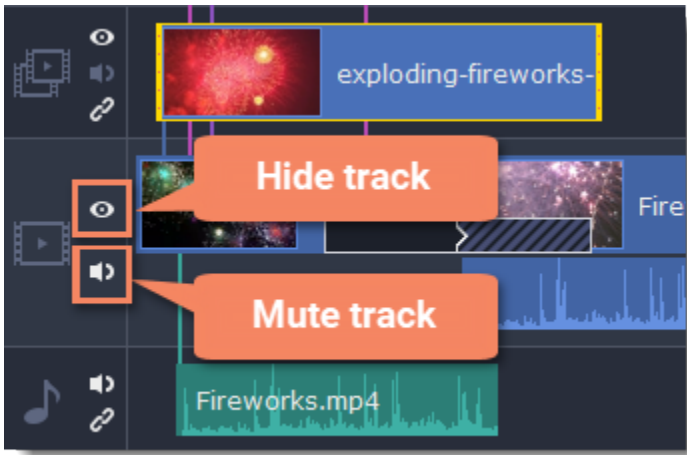 exploding-fireworks-
Hide track
Fire
Mute track
Fireworks.mp4